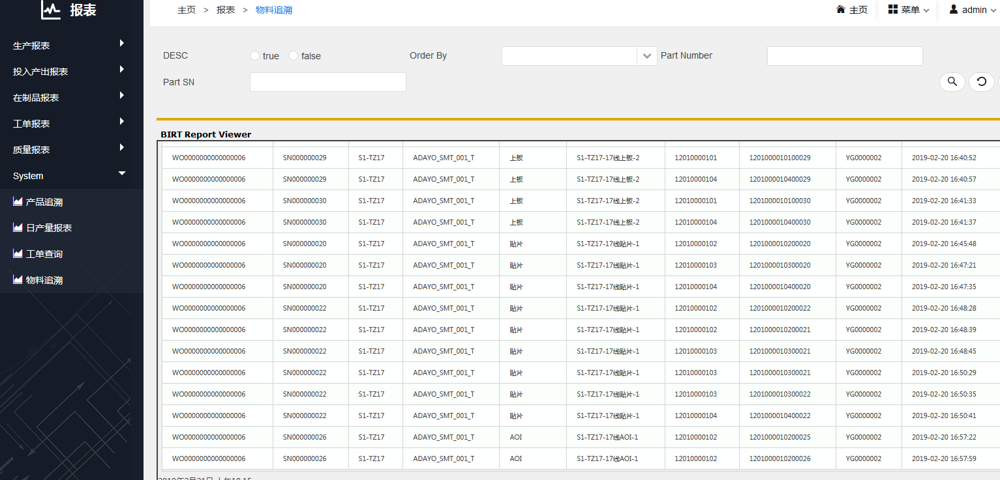 报表
主页 > 报表 > 物料追溯
主页 菜单 admin
生产报表
投入产出报表
在制品报表
工单报表
质量报表
System
产品追溯
日产量报表
工单查询
物料追溯
DESC true false Order By Part Number
Part SN
BIRT Report Viewer
WO0000000000000006 SN000000029 S1-TZ17 ADAYO_SMT_001_T 上板 S1-TZ17-17线上板-2 12010000101 1201000010100029 YG0000002 2019-02-20 16:40:52
WO0000000000000006 SN000000029 S1-TZ17 ADAYO_SMT_001_T 上板 S1-TZ17-17线上板-2 12010000104 1201000010400029 YG0000002 2019-02-20 16:40:57
WO0000000000000006 SN000000030 S1-TZ17 ADAYO_SMT_001_T 上板 S1-TZ17-17线上板-2 12010000101 1201000010100030 YG0000002 2019-02-20 16:41:33
WO0000000000000006 SN000000030 S1-TZ17 ADAYO_SMT_001_T 上板 S1-TZ17-17线上板-2 12010000104 1201000010400030 YG0000002 2019-02-20 16:41:37
WO0000000000000006 SN000000020 S1-TZ17 ADAYO_SMT_001_T 贴片 S1-TZ17-17线贴片-1 12010000102 1201000010200020 YG0000002 2019-02-20 16:45:48
WO0000000000000006 SN000000020 S1-TZ17 ADAYO_SMT_001_T 贴片 S1-TZ17-17线贴片-1 12010000103 1201000010300020 YG0000002 2019-02-20 16:47:21
WO0000000000000006 SN000000020 S1-TZ17 ADAYO_SMT_001_T 贴片 S1-TZ17-17线贴片-1 12010000104 1201000010400020 YG0000002 2019-02-20 16:47:35
WO0000000000000006 SN000000022 S1-TZ17 ADAYO_SMT_001_T 贴片 S1-TZ17-17线贴片-1 12010000102 1201000010200022 YG0000002 2019-02-20 16:48:28
WO0000000000000006 SN000000022 S1-TZ17 ADAYO_SMT_001_T 贴片 S1-TZ17-17线贴片-1 12010000102 1201000010200021 YG0000002 2019-02-20 16:48:39
WO0000000000000006 SN000000022 S1-TZ17 ADAYO_SMT_001_T 贴片 S1-TZ17-17线贴片-1 12010000103 1201000010300021 YG0000002 2019-02-20 16:48:45
WO0000000000000006 SN000000022 S1-TZ17 ADAYO_SMT_001_T 贴片 S1-TZ17-17线贴片-1 12010000103 1201000010300021 YG0000002 2019-02-20 16:50:29
WO0000000000000006 SN000000022 S1-TZ17 ADAYO_SMT_001_T 贴片 S1-TZ17-17线贴片-1 12010000103 1201000010300022 YG0000002 2019-02-20 16:50:35
WO0000000000000006 SN000000022 S1-TZ17 ADAYO_SMT_001_T 贴片 S1-TZ17-17线贴片-1 12010000104 1201000010400022 YG0000002 2019-02-20 16:50:41
WO0000000000000006 SN000000026 S1-TZ17 ADAYO_SMT_001_T AOI S1-TZ17-17线AOI-1 12010000102 1201000010200025 YG0000002 2019-02-20 16:57:22
WO0000000000000006 SN000000026 S1-TZ17 ADAYO_SMT_001_T AOI S1-TZ17-17线AOI-1 12010000102 1201000010200026 YG0000002 2019-02-20 16:57:59